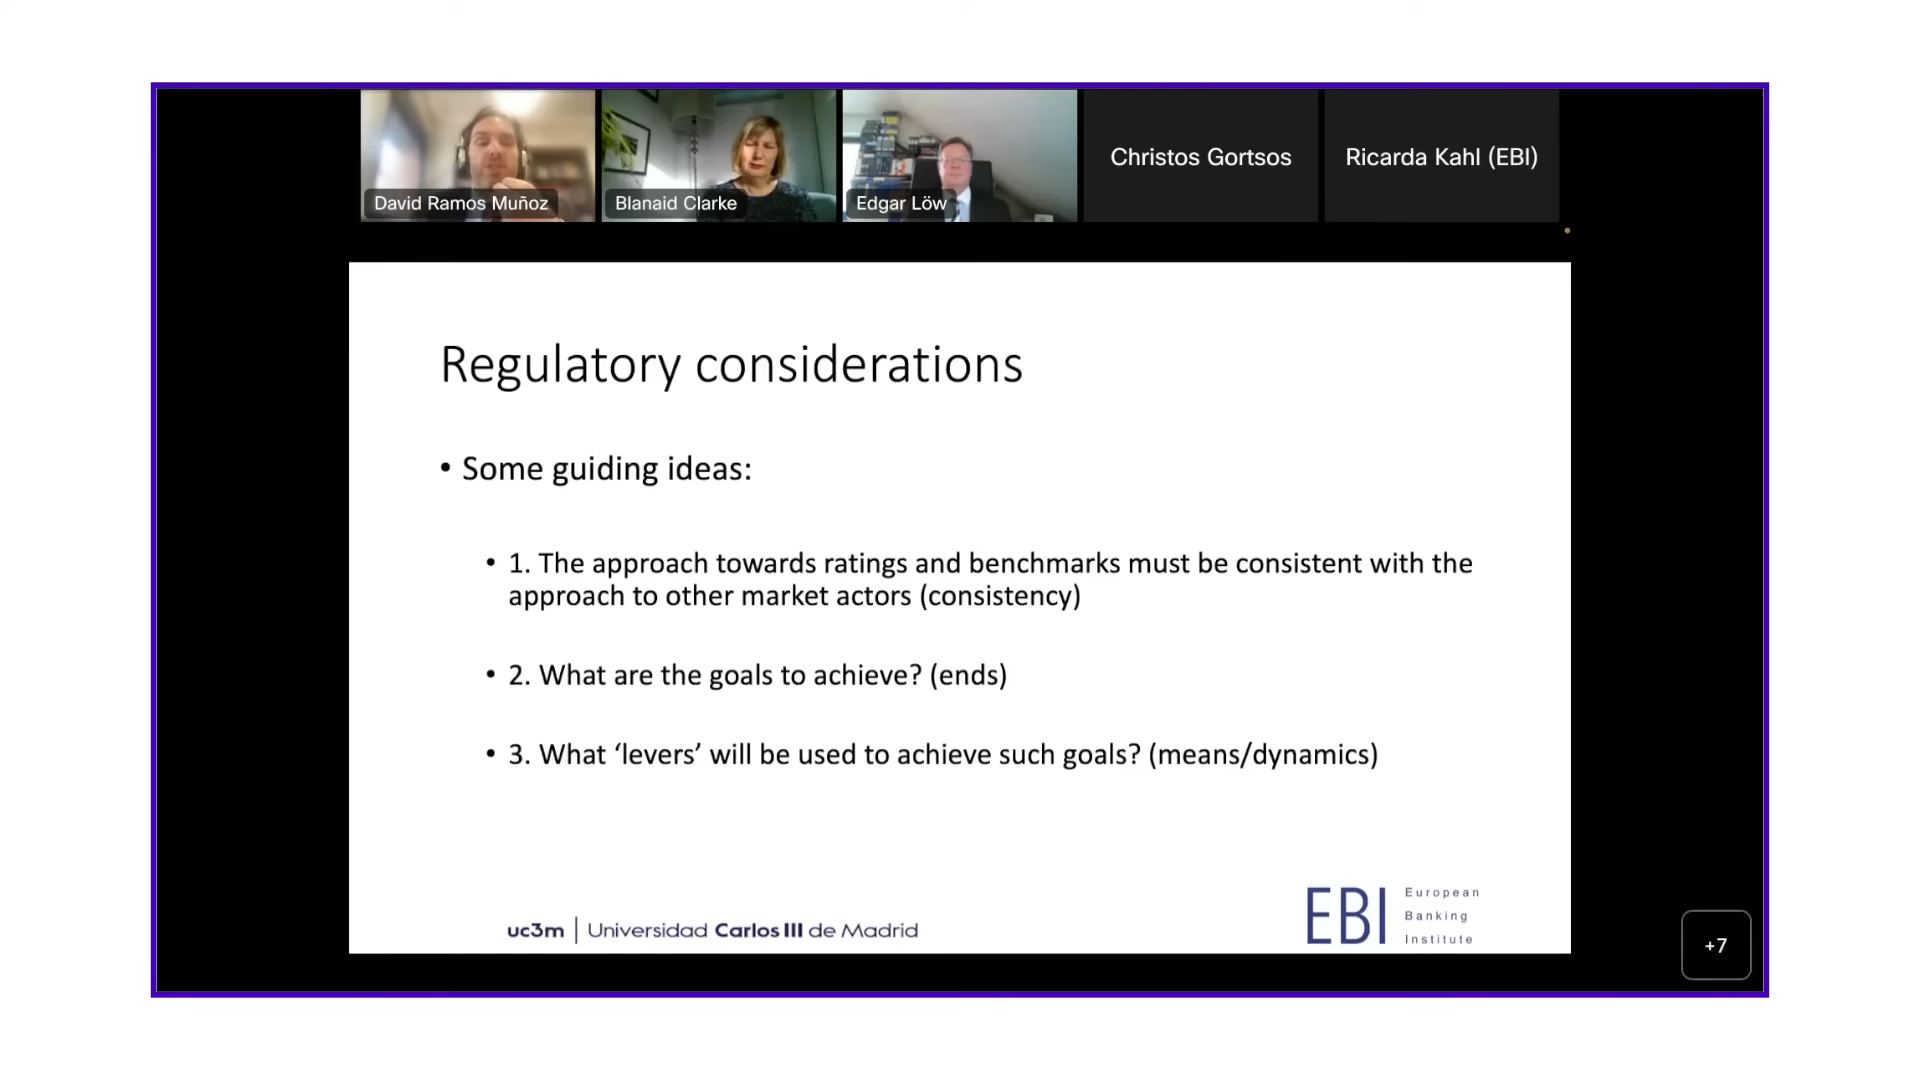 David Ramos Muñoz
Blanaid Clarke
Edgar Löw
Christos Gortsos
Ricarda Kahl (EBI)
Regulatory considerations
• Some guiding ideas:
• 1. The approach towards ratings and benchmarks must be consistent with the
approach to other market actors (consistency)
• 2. What are the goals to achieve? (ends)
• 3. What ‘levers’ will be used to achieve such goals? (means/dynamics)
uc3m | Universidad Carlos III de Madrid
EBI
European
Banking
Institute
+7